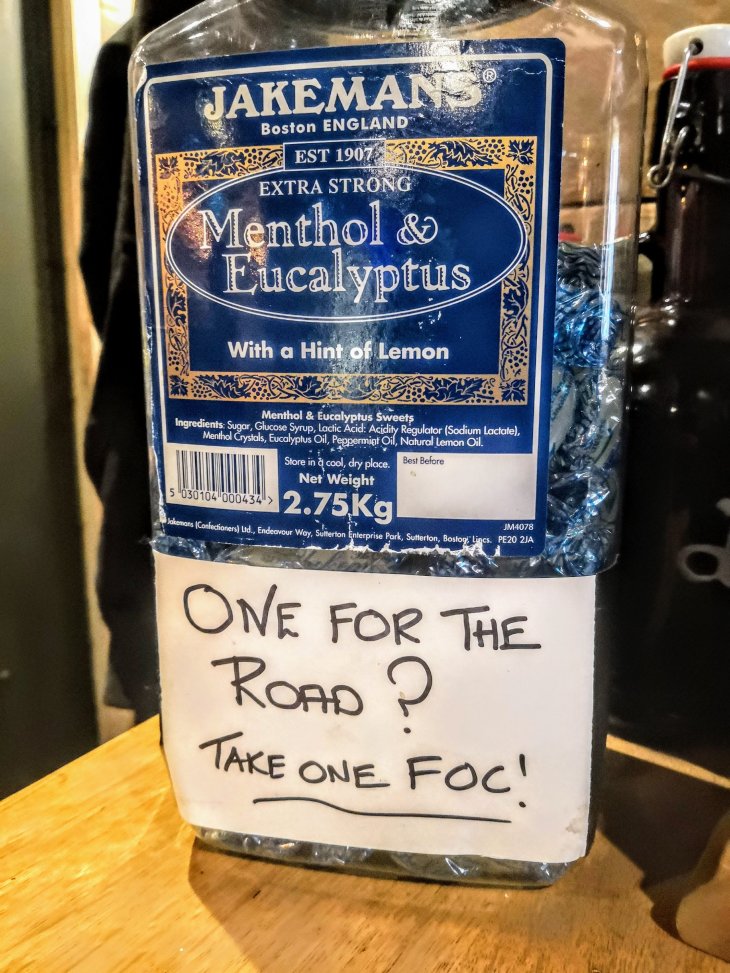 JAKEMANS®
Boston ENGLAND
EST 1907
EXTRA STRONG
Menthol &
Eucalyptus
With a Hint of Lemon
Menthol & Eucalyptus Sweets
Ingredients: Sugar, Glucose Syrup, Lactic Acid: Acidity Regulator (Sodium Lactate),
Menthol Crystals, Eucalyptus Oil, Peppermint Oil, Natural Lemon Oil.
Store in a cool, dry place.
Best Before
Net Weight
2.75Kg
5 030104 000434 >
JM4078
Jakemans (Confectioners) Ltd., Endeavour Way, Sutterton Enterprise Park, Sutterton, Boston, Lincs. PE20 2JA
ONE FOR THE
ROAD?
TAKE ONE FOC!